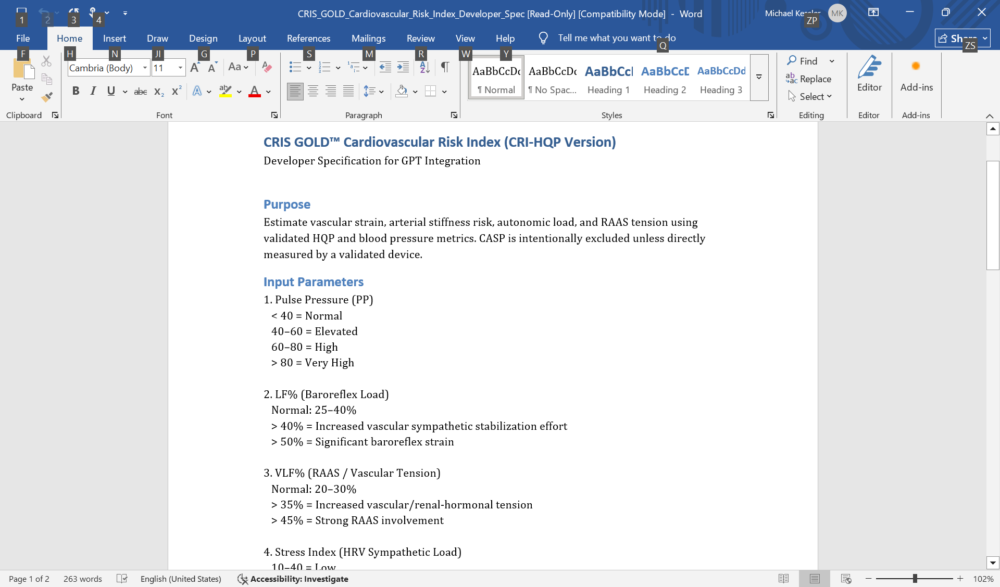 CRIS_GOLD_Cardiovascular_Risk_Index_Developer_Spec [Read-Only] [Compatibility Mode] - Word
Michael Kessler
MK
1 2 3 4 ZP
File Home Insert Draw Design Layout References Mailings Review View Help Tell me what you want to do Share
F H N JI G P S M R W Y Q ZS
Paste
Clipboard
Cambria (Body) 11
Font
Paragraph
AaBbCcDc AaBbCcDc AaBbCcl AaBbCcD AaBbCcDd
¶ Normal ¶ No Spac... Heading 1 Heading 2 Heading 3
Styles
Find
Replace
Select
Editing
Editor
Editor
Add-ins
Add-ins
CRIS GOLD™ Cardiovascular Risk Index (CRI-HQP Version)
Developer Specification for GPT Integration
Purpose
Estimate vascular strain, arterial stiffness risk, autonomic load, and RAAS tension using
validated HQP and blood pressure metrics. CASP is intentionally excluded unless directly
measured by a validated device.
Input Parameters
1. Pulse Pressure (PP)
< 40 = Normal
40–60 = Elevated
60–80 = High
> 80 = Very High
2. LF% (Baroreflex Load)
Normal: 25–40%
> 40% = Increased vascular sympathetic stabilization effort
> 50% = Significant baroreflex strain
3. VLF% (RAAS / Vascular Tension)
Normal: 20–30%
> 35% = Increased vascular/renal-hormonal tension
> 45% = Strong RAAS involvement
4. Stress Index (HRV Sympathetic Load)
10–40 = Low
Page 1 of 2 263 words English (United States) Accessibility: Investigate 102%